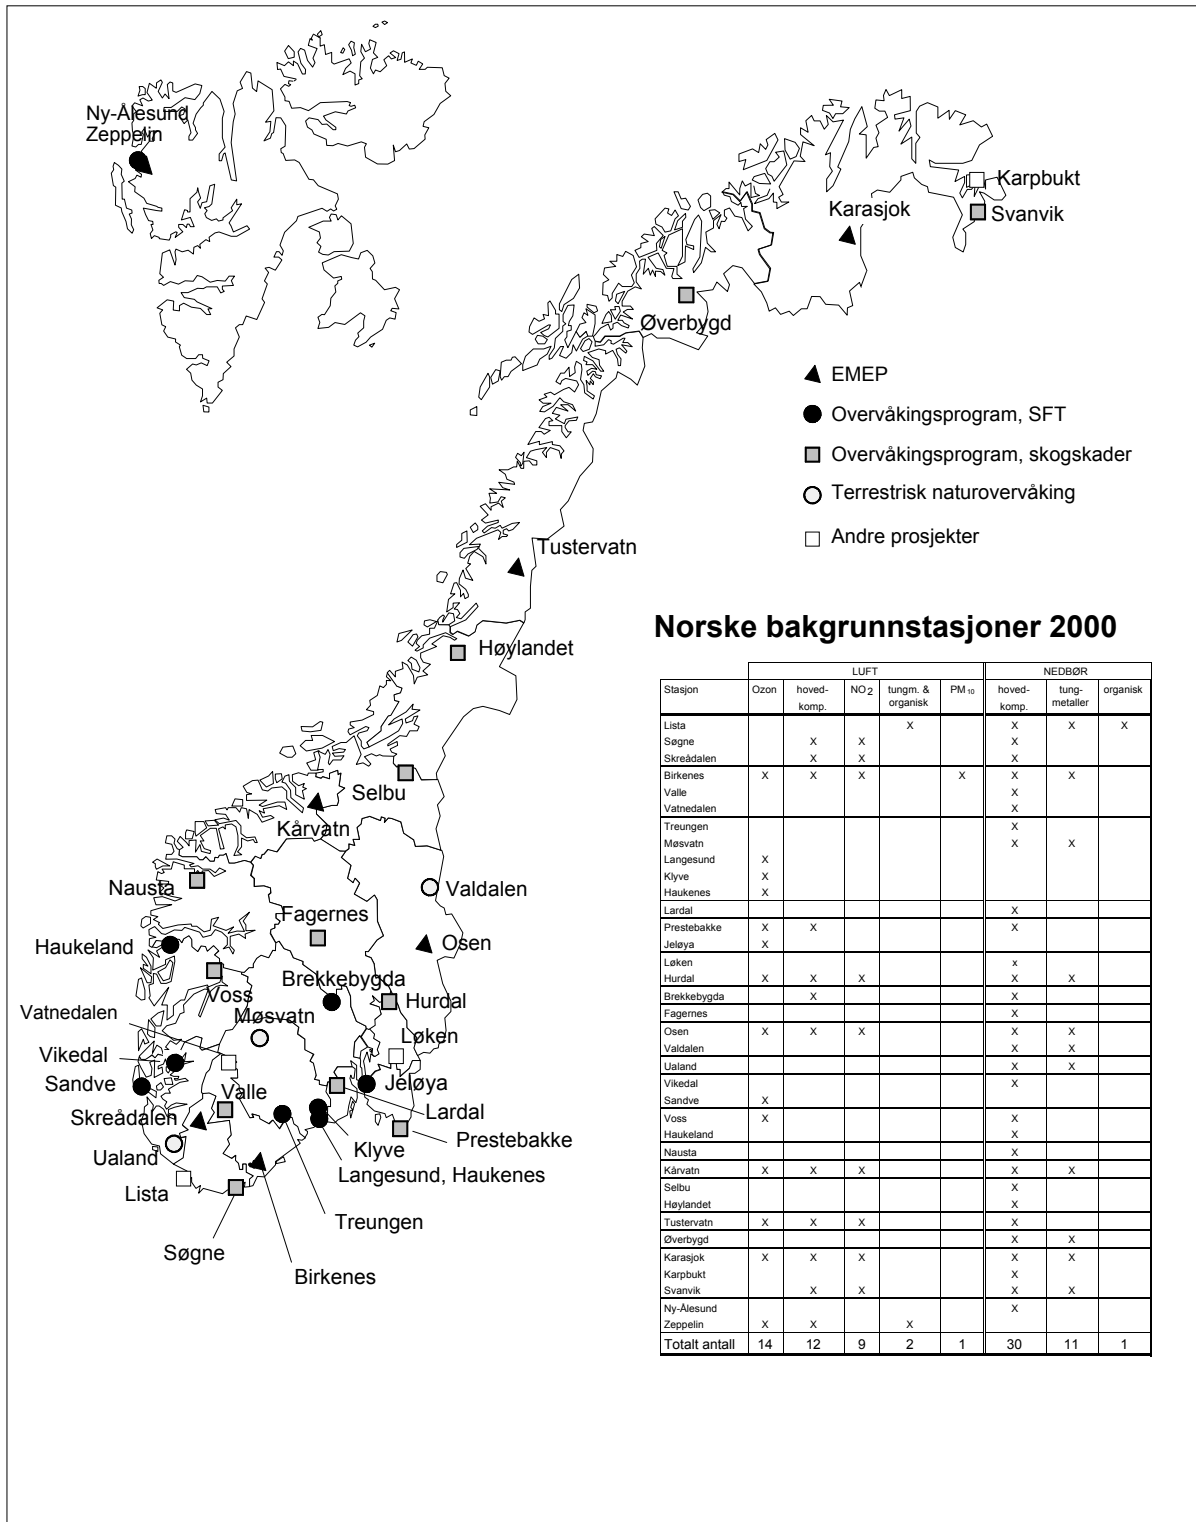 Ny-Ålesund
Zeppelin
Karpbukt
Karasjok
Svanvik
Øverbygd
EMEP
Overvåkingsprogram, SFT
Overvåkingsprogram, skogskader
Terrestrisk naturovervåking
Andre prosjekter
Tustervatn
Høylandet
Selbu
Kårvatn
Nausta
Valdalen
Fagernes
Haukeland
Osen
Voss
Brekkebygda
Hurdal
Vatnedalen
Møsvatn
Løken
Vikedal
Sandve
Valle
Jeløya
Skreådalen
Lardal
Klyve
Prestebakke
Ualand
Langesund, Haukenes
Lista
Treungen
Søgne
Birkenes
Norske bakgrunnstasjoner 2000
LUFT NEDBØR
Stasjon Ozon hoved-komp. NO2 tungm. & organisk PM10 hoved-komp. tung-metaller organisk
Lista X X X X
Søgne X X X
Skreådalen X X X
Birkenes X X X X X X
Valle X
Vatnedalen X
Treungen X
Møsvatn X X
Langesund X
Klyve X
Haukenes X
Lardal X
Prestebakke X X X
Jeløya X
Løken x
Hurdal X X X X X
Brekkebygda X X
Fagernes X
Osen X X X X X
Valdalen X X
Ualand X X
Vikedal X
Sandve X
Voss X X
Haukeland X
Nausta X
Kårvatn X X X X X
Selbu X
Høylandet X
Tustervatn X X X X
Øverbygd X X
Karasjok X X X X X
Karpbukt X
Svanvik X X X X
Ny-Ålesund X
Zeppelin X X X
Totalt antall 14 12 9 2 1 30 11 1